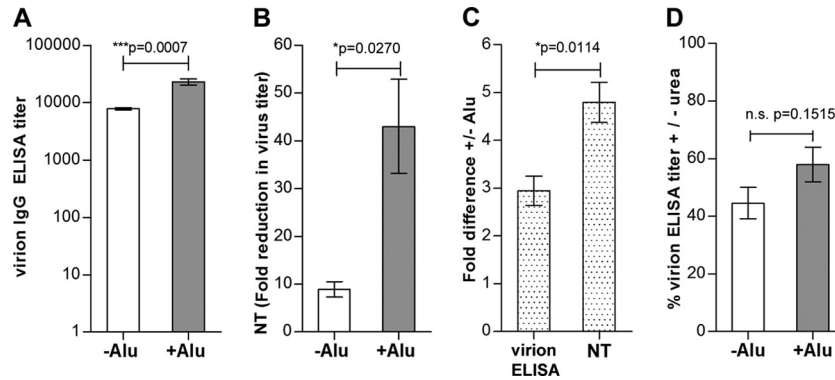 A
virion IgG ELISA titer
100000
10000
1000
100
10
1
***p=0.0007
-Alu
+Alu
B
NT (Fold reduction in virus titer)
60
50
40
30
20
10
0
*p=0.0270
-Alu
+Alu
C
Fold difference +/- Alu
6
5
4
3
2
1
0
*p=0.0114
virion
ELISA
NT
D
% virion ELISA titer + / - urea
100
80
60
40
20
0
n.s. p=0.1515
-Alu
+Alu